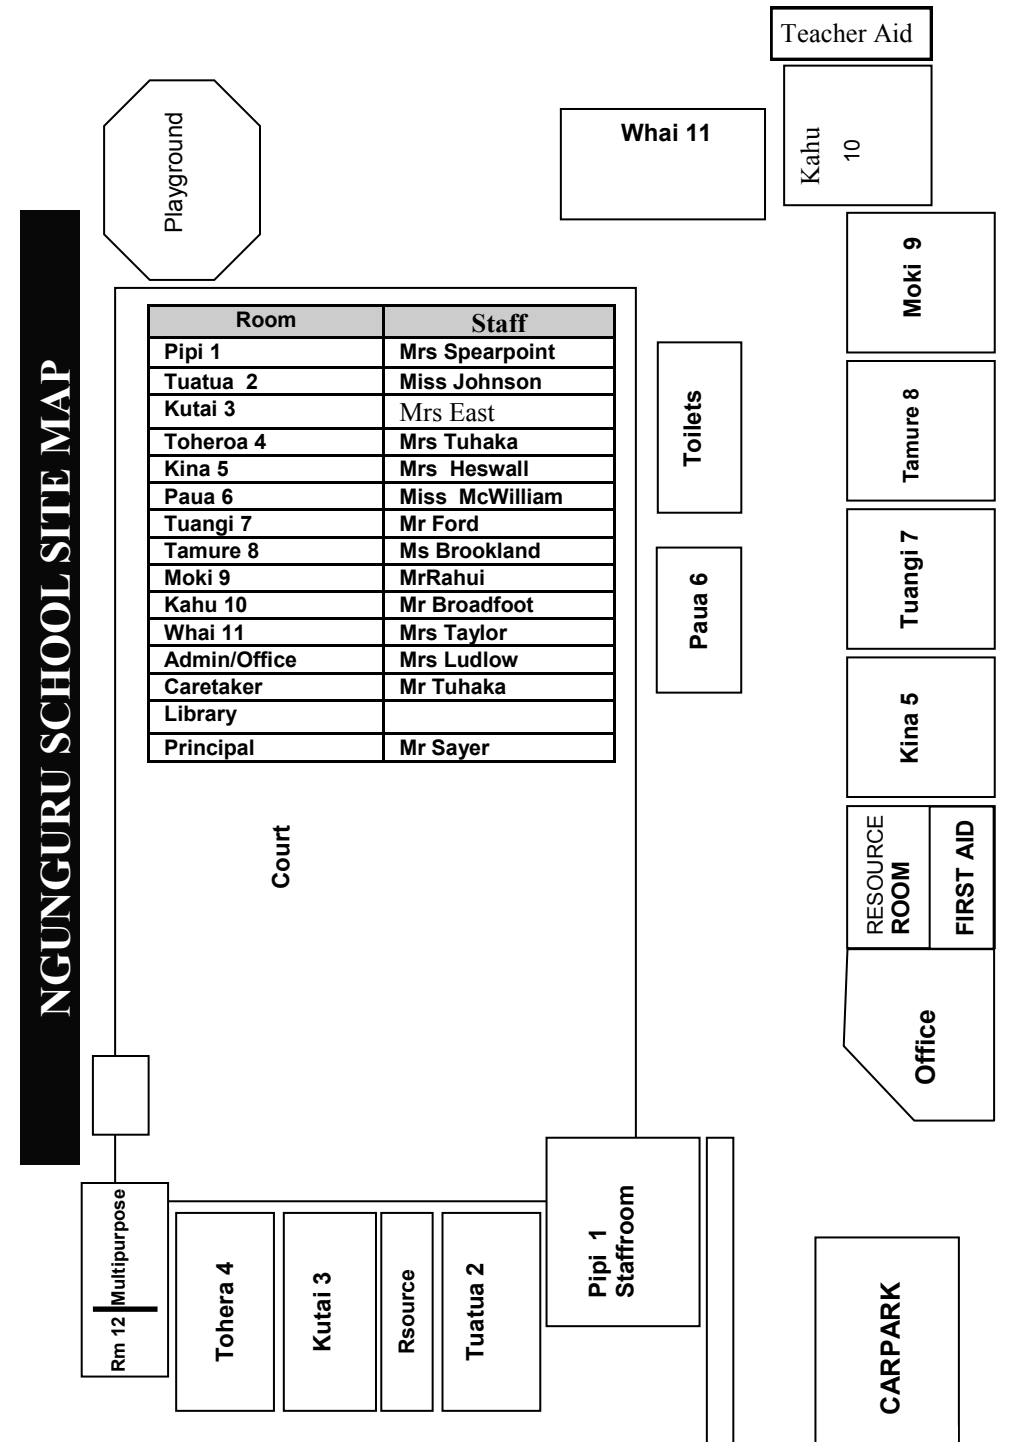 NGUNGURU SCHOOL SITE MAP
Teacher Aid
Playground
Whai 11
Kahu
10
Moki 9
Room Staff
Pipi 1 Mrs Spearpoint
Tuatua 2 Miss Johnson
Kutai 3 Mrs East
Toheroa 4 Mrs Tuhaka
Kina 5 Mrs Heswall
Paua 6 Miss McWilliam
Tuangi 7 Mr Ford
Tamure 8 Ms Brookland
Moki 9 MrRahui
Kahu 10 Mr Broadfoot
Whai 11 Mrs Taylor
Admin/Office Mrs Ludlow
Caretaker Mr Tuhaka
Library
Principal Mr Sayer
Toilets
Tamure 8
Paua 6
Tuangi 7
Kina 5
Court
RESOURCE
ROOM
FIRST AID
Office
Rm 12 Multipurpose
Tohera 4
Kutai 3
Rsource
Tuatua 2
Pipi 1
Staffroom
CARPARK